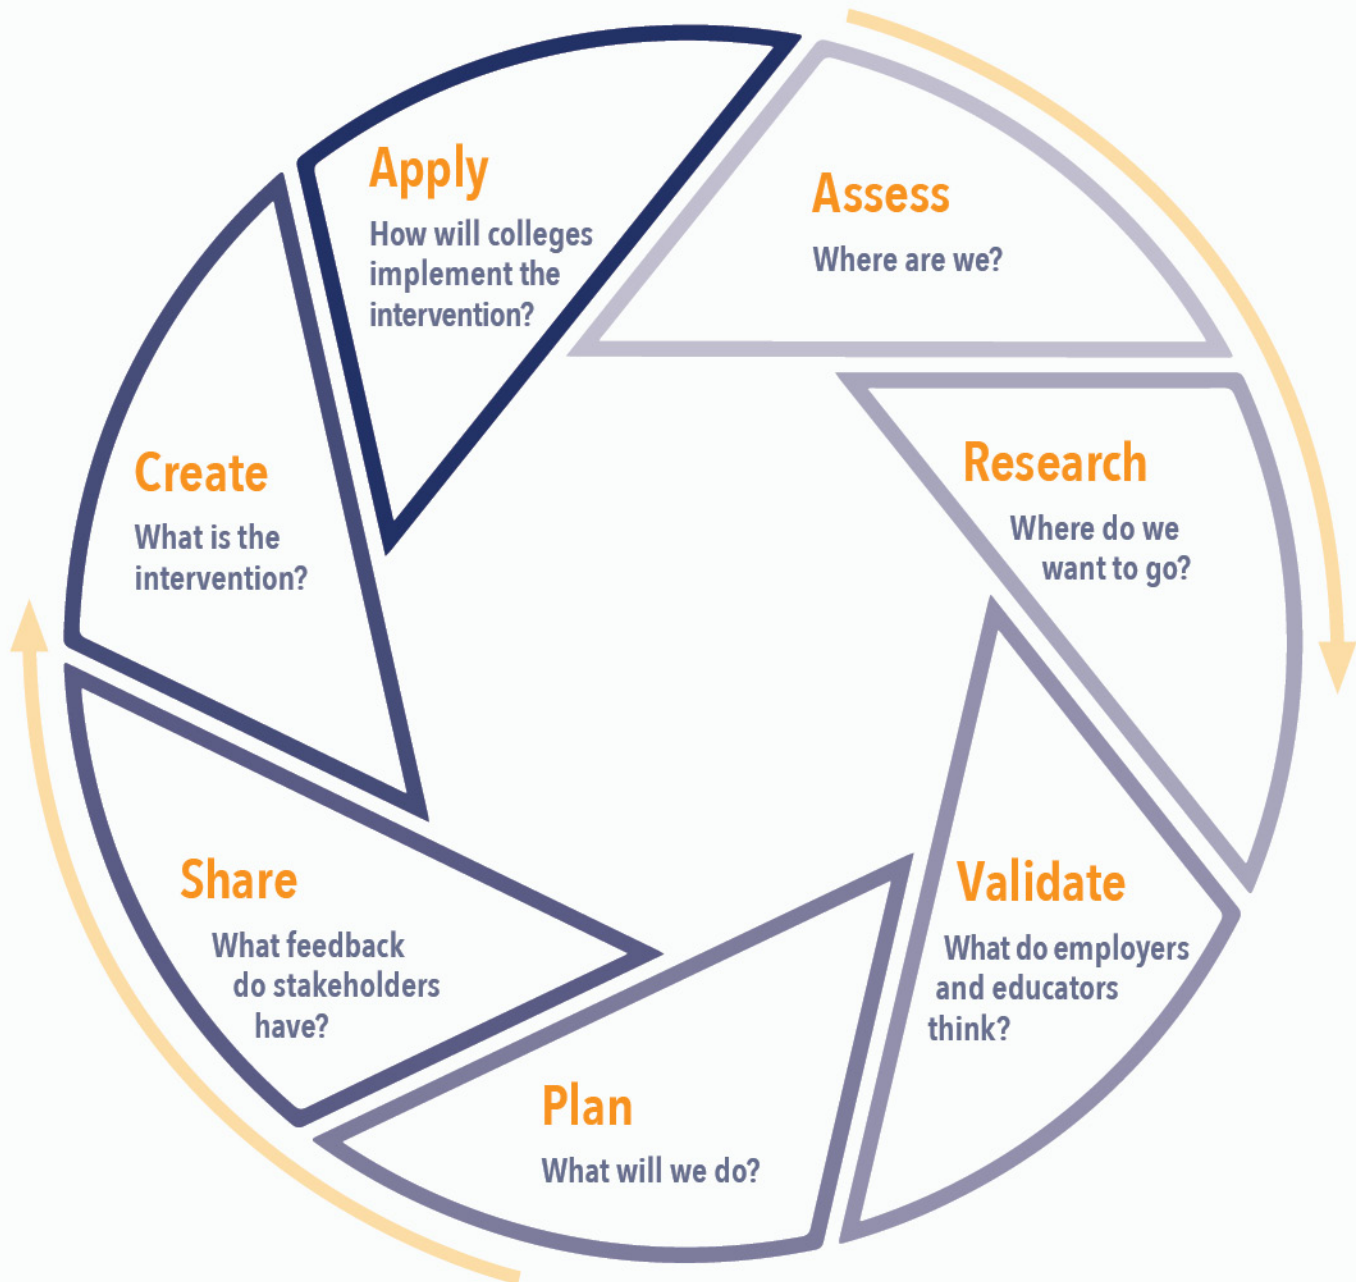 Assess
Where are we?
Research
Where do we
want to go?
Validate
What do employers
and educators
think?
Plan
What will we do?
Share
What feedback
do stakeholders
have?
Create
What is the
intervention?
Apply
How will colleges
implement the
intervention?